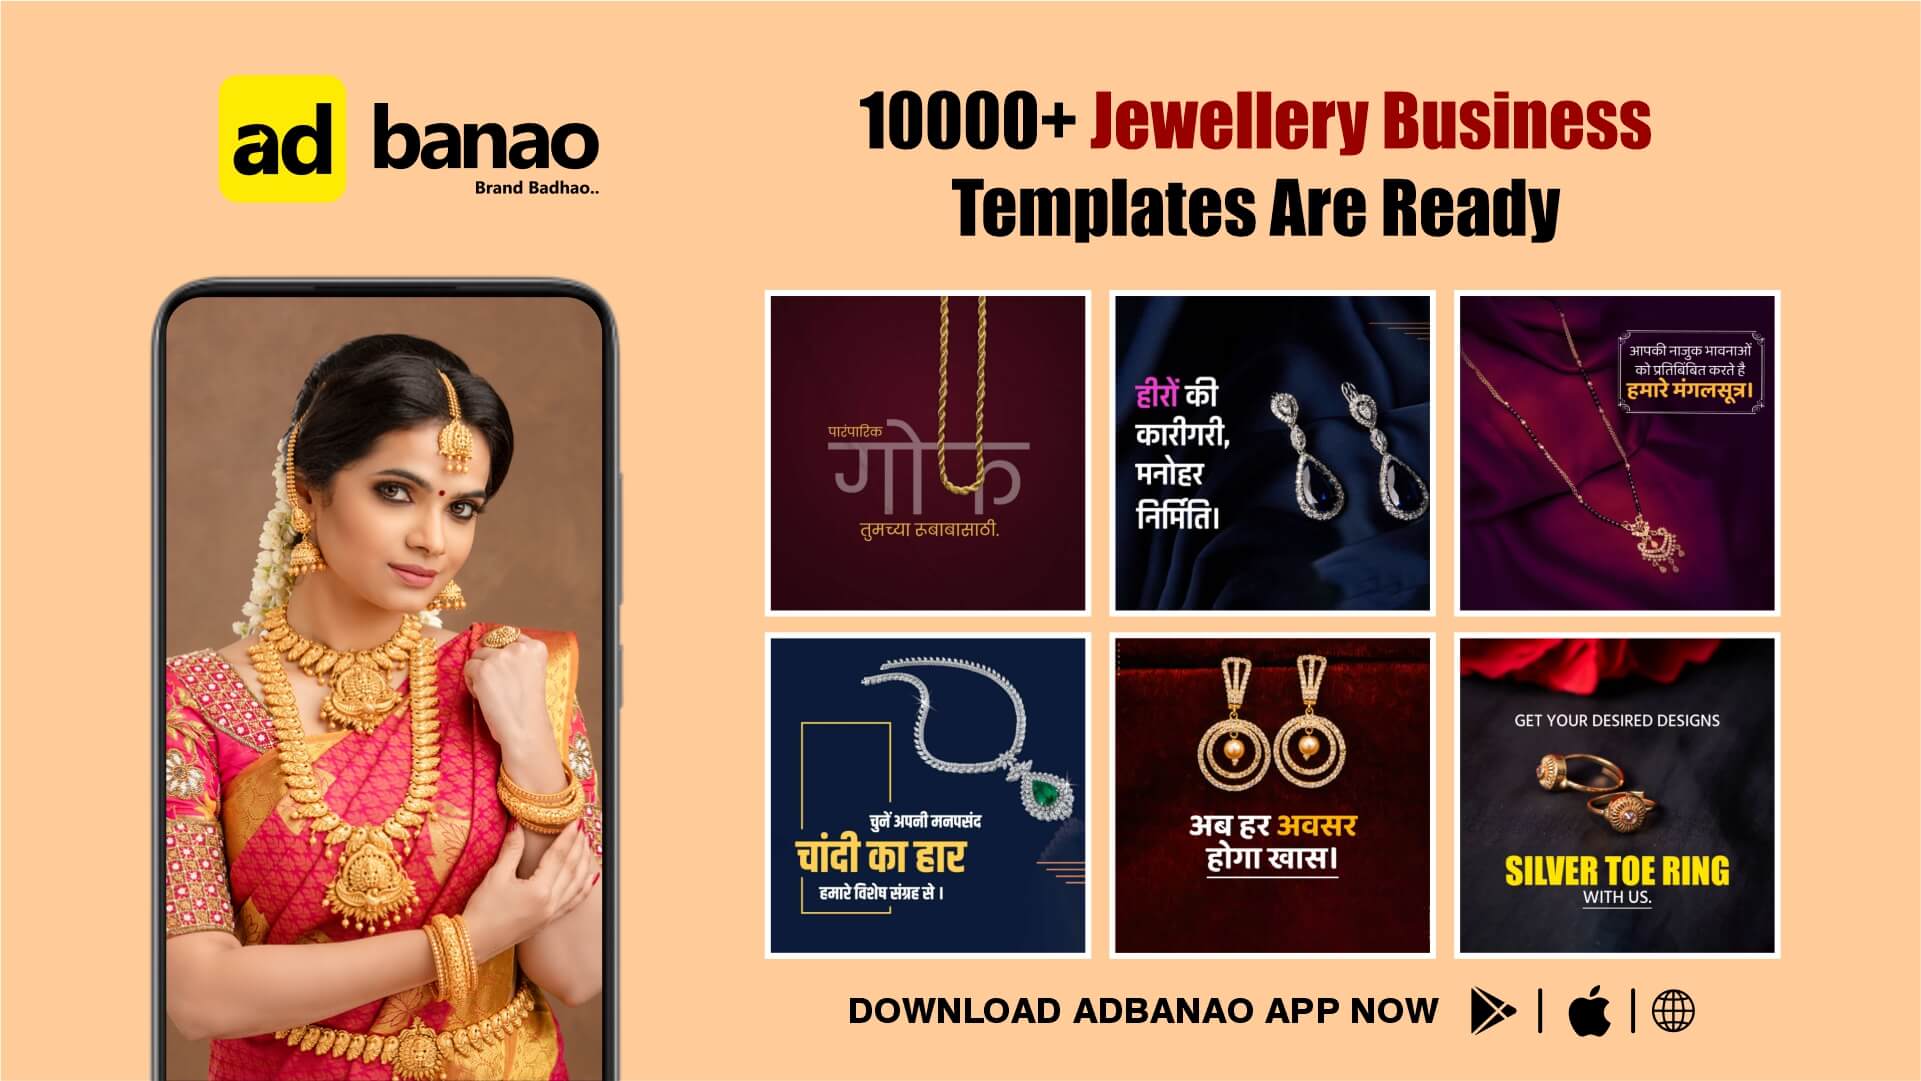 ad banao
Brand Badhao..
10000+ Jewellery Business
Templates Are Ready
पारंपारिक
गोफ
तुमच्या रूबाबासाठी.
हीरों की
कारीगरी,
मनोहर
निर्मिति।
आपकी नाजुक भावनाओं
को प्रतिबिंबित करते है
हमारे मंगलसूत्र।
चुनें अपनी मनपसंद
चांदी का हार
हमारे विशेष संग्रह से ।
अब हर अवसर
होगा खास।
GET YOUR DESIRED DESIGNS
SILVER TOE RING
WITH US.
DOWNLOAD ADBANAO APP NOW